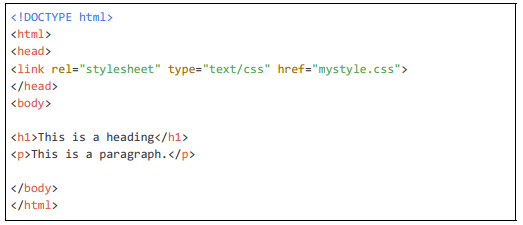 <!DOCTYPE html>
<html>
<head>
<link rel="stylesheet" type="text/css" href="mystyle.css">
</head>
<body>
<h1>This is a heading</h1>
<p>This is a paragraph.</p>
</body>
</html>